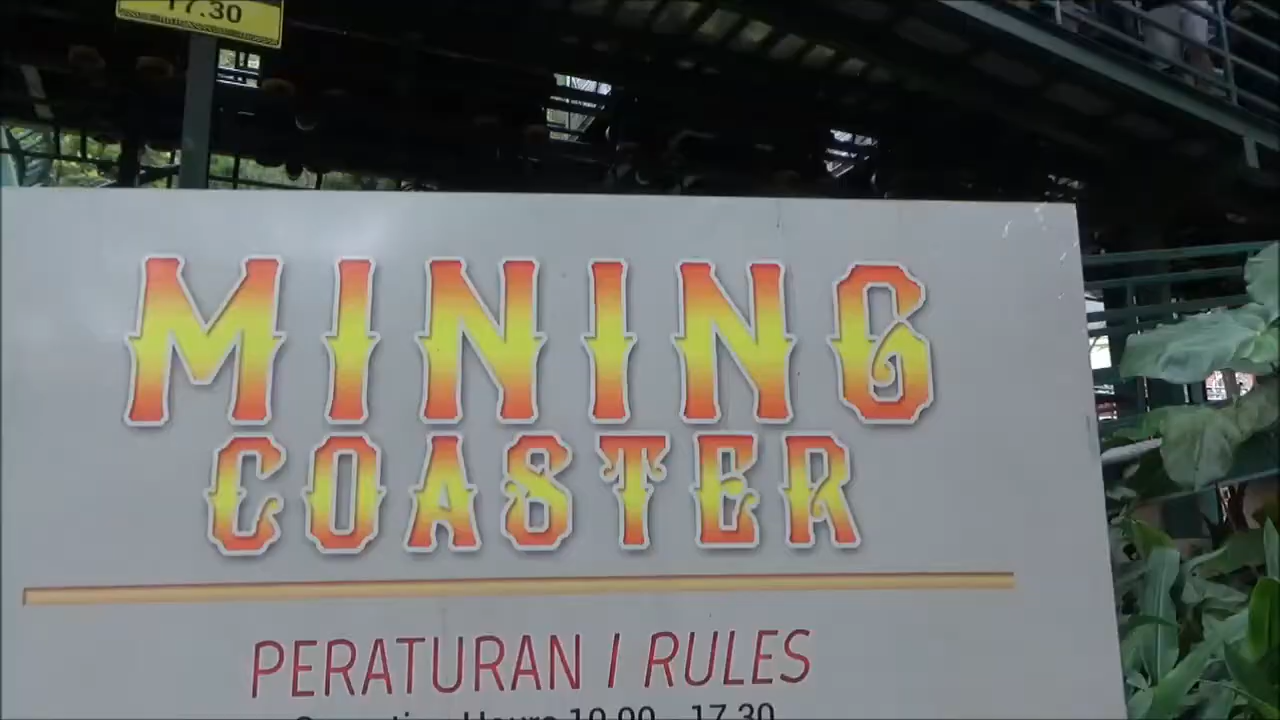 17.30
MINING
COASTER
PERATURAN / RULES
Operating Hours 10.00 - 17.30